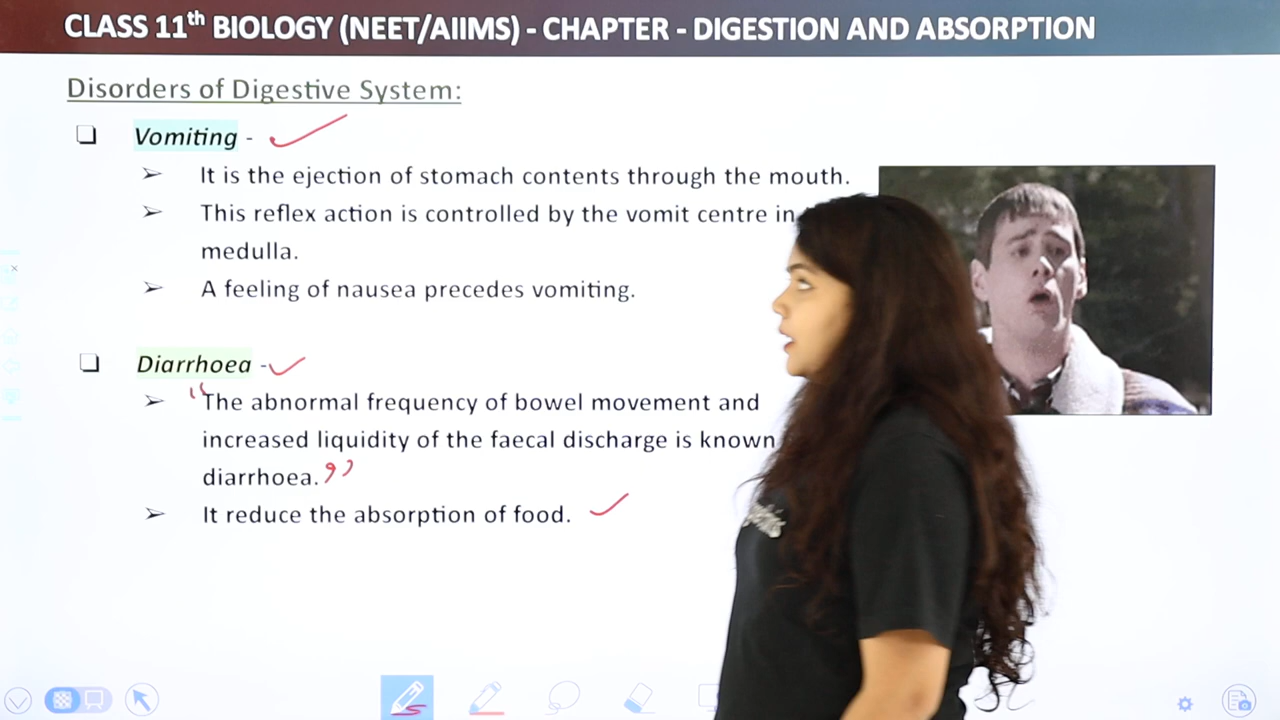 CLASS 11th BIOLOGY (NEET/AIIMS) - CHAPTER - DIGESTION AND ABSORPTION
Disorders of Digestive System:
❑ Vomiting -
➢ It is the ejection of stomach contents through the mouth.
➢ This reflex action is controlled by the vomit centre in
medulla.
➢ A feeling of nausea precedes vomiting.
❑ Diarrhoea -
➢ "The abnormal frequency of bowel movement and
increased liquidity of the faecal discharge is known
diarrhoea."
➢ It reduce the absorption of food.